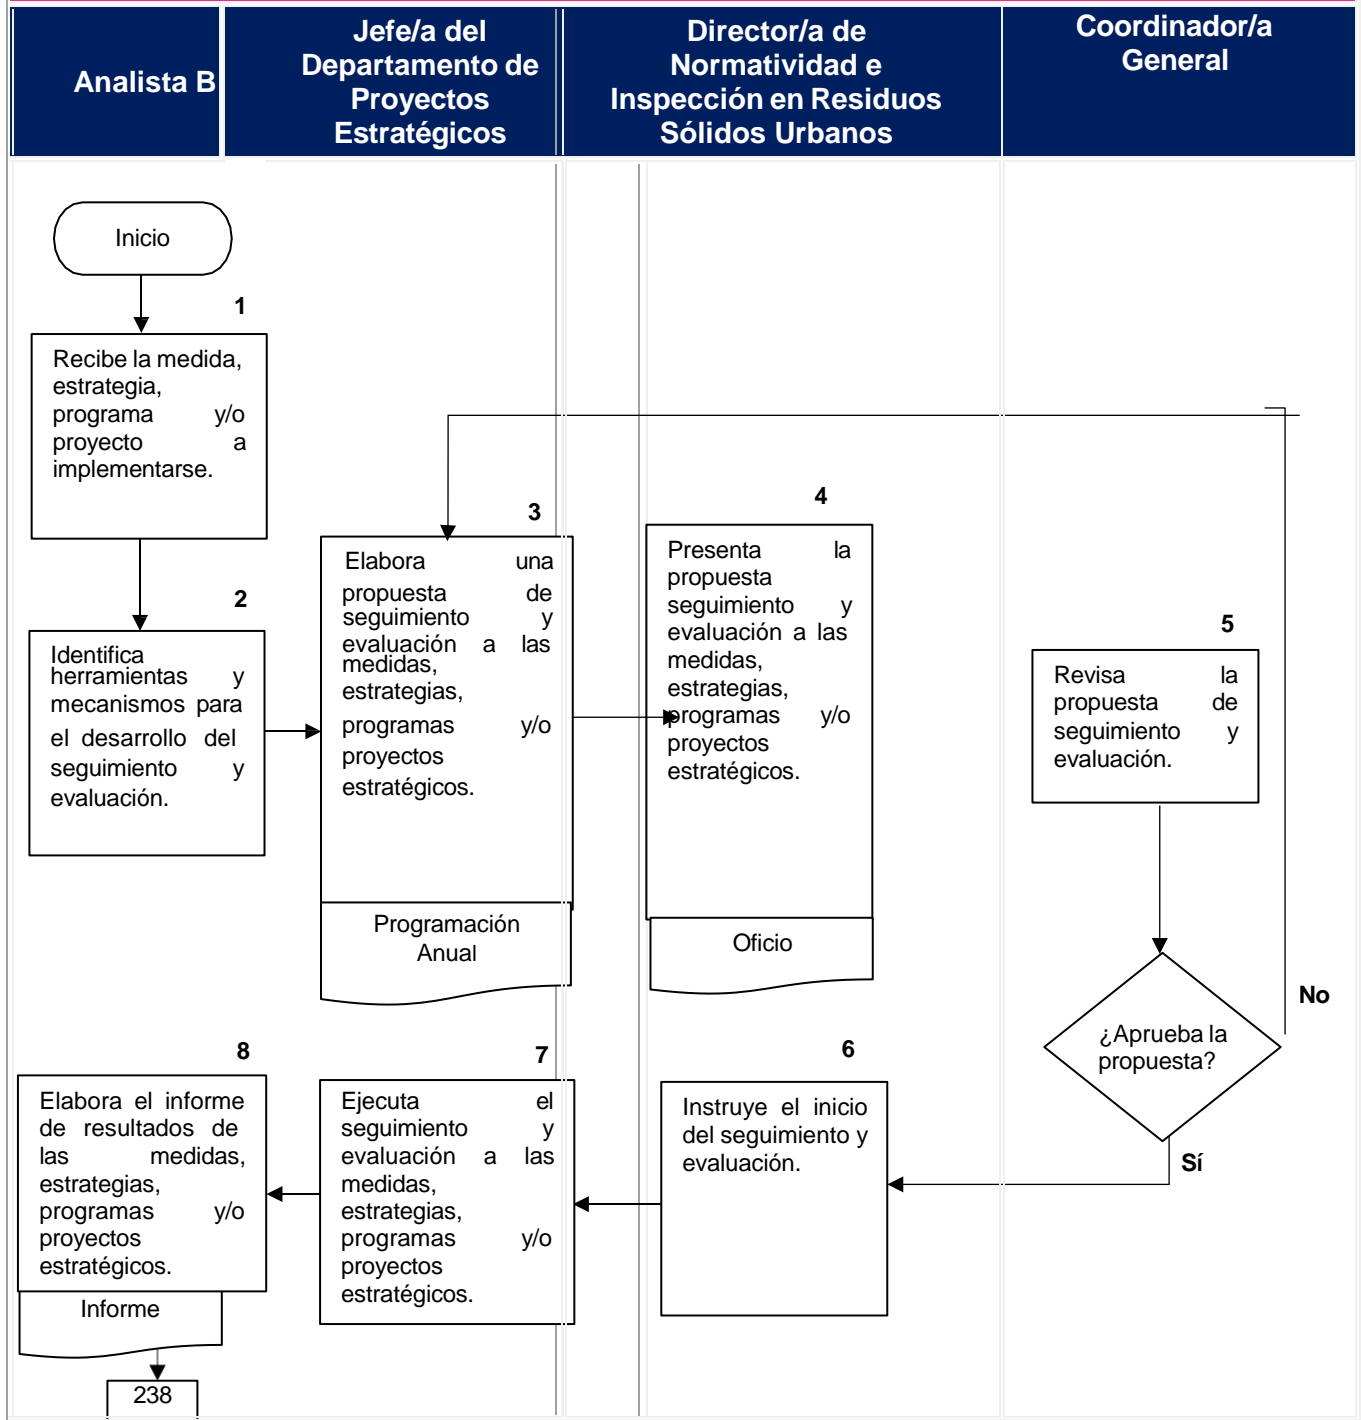 Analista B
Jefe/a del
Departamento de
Proyectos
Estratégicos
Director/a de
Normatividad e
Inspección en Residuos
Sólidos Urbanos
Coordinador/a
General
Inicio
1
Recibe la medida,
estrategia,
programa y/o
proyecto a
implementarse.
2
Identifica
herramientas y
mecanismos para
el desarrollo del
seguimiento y
evaluación.
3
Elabora una
propuesta de
seguimiento y
evaluación a las
medidas,
estrategias,
programas y/o
proyectos
estratégicos.
Programación
Anual
4
Presenta la
propuesta
seguimiento y
evaluación a las
medidas,
estrategias,
programas y/o
proyectos
estratégicos.
Oficio
5
Revisa la
propuesta de
seguimiento y
evaluación.
¿Aprueba la
propuesta?
No
Sí
6
Instruye el inicio
del seguimiento y
evaluación.
7
Ejecuta el
seguimiento y
evaluación a las
medidas,
estrategias,
programas y/o
proyectos
estratégicos.
8
Elabora el informe
de resultados de
las medidas,
estrategias,
programas y/o
proyectos
estratégicos.
Informe
238